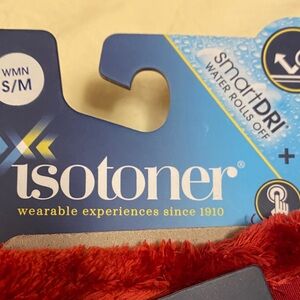 WMN
S/M
smartDRI®
WATER ROLLS OFF
+
isotoner®
wearable experiences since 1910